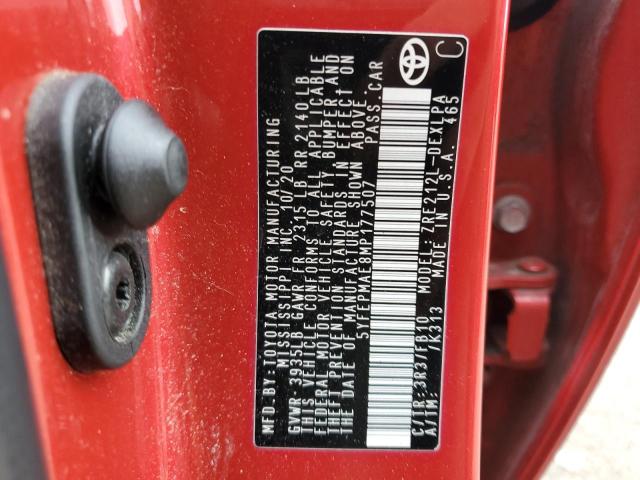 MFD.BY:TOYOTA MOTOR MANUFACTURING
MISSISSIPPI,INC. 10/20
GVWR 3935LB GAWR FR 2315 LB RR 2140LB
THIS VEHICLE CONFORMS TO ALL APPLICABLE
FEDERAL MOTOR VEHICLE SAFETY, BUMPER AND
THEFT PREVENTION STANDARDS IN EFFECT ON
THE DATE OF MANUFACTURE SHOWN ABOVE.
5YFEPMAE8MP177507 PASS.CAR
C/TR:3R3/FB10 MODEL:ZRE212L-DEXLPA
A/TM: /K313 MADE IN U.S.A. 465
C